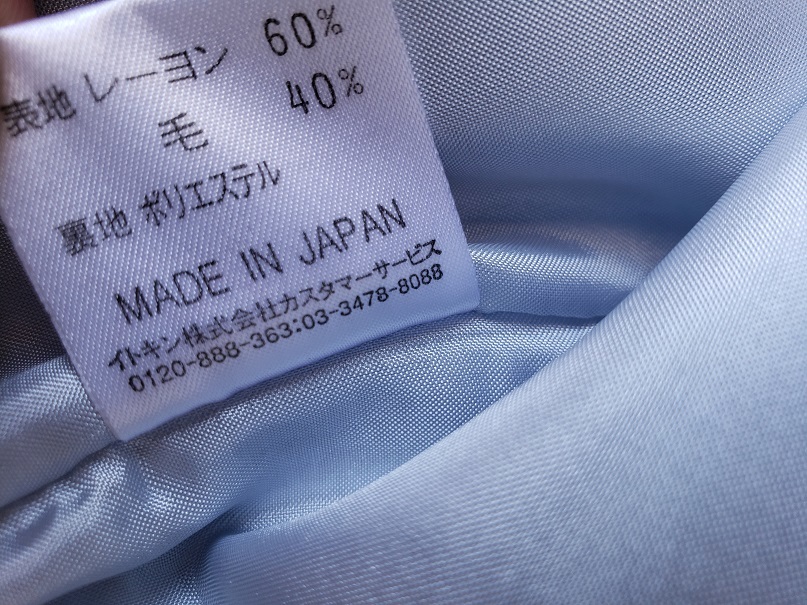 表地 レーヨン 60%
毛 40%
裏地 ポリエステル
MADE IN JAPAN
イトキン株式会社カスタマーサービス
0120-888-363:03-3478-8088